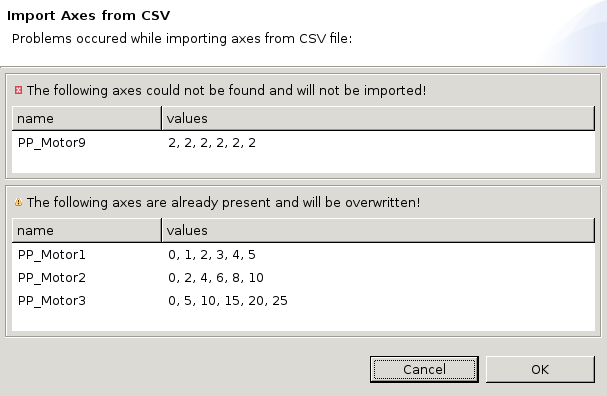 Import Axes from CSV
Problems occured while importing axes from CSV file:
The following axes could not be found and will not be imported!
name values
PP_Motor9 2, 2, 2, 2, 2, 2
The following axes are already present and will be overwritten!
name values
PP_Motor1 0, 1, 2, 3, 4, 5
PP_Motor2 0, 2, 4, 6, 8, 10
PP_Motor3 0, 5, 10, 15, 20, 25
Cancel OK